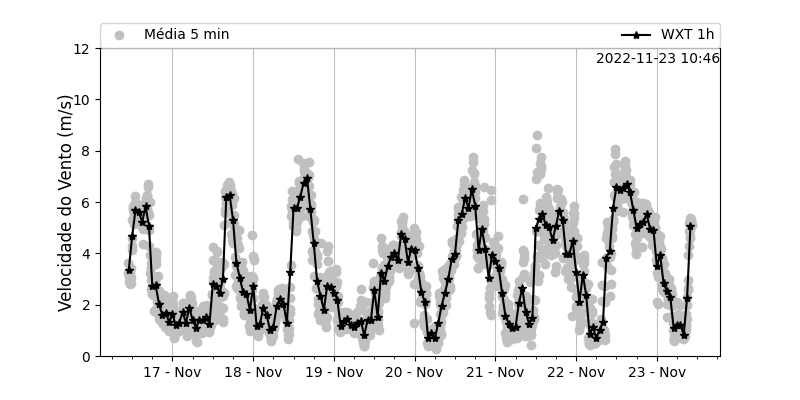 Média 5 min
WXT 1h
2022-11-23 10:46
Velocidade do Vento (m/s)
12
10
8
6
4
2
0
17 - Nov
18 - Nov
19 - Nov
20 - Nov
21 - Nov
22 - Nov
23 - Nov